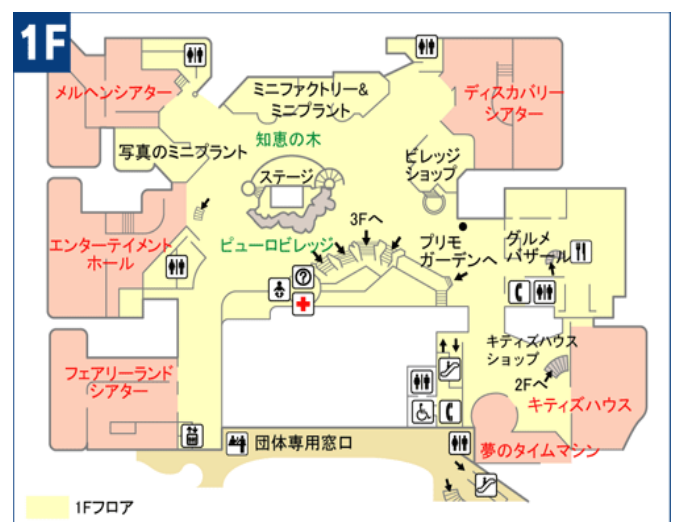 1F
メルヘンシアター
ミニファクトリー&
ミニプラント
ディスカバリー
シアター
知恵の木
写真のミニプラント
ビレッジ
ショップ
ステージ
3Fへ
エンターテイメント
ホール
ピューロビレッジ
プリモ
ガーデンへ
グルメ
バザール
キティズハウス
ショップ
フェアリーランド
シアター
2Fへ
キティズハウス
団体専用窓口
夢のタイムマシン
1Fフロア